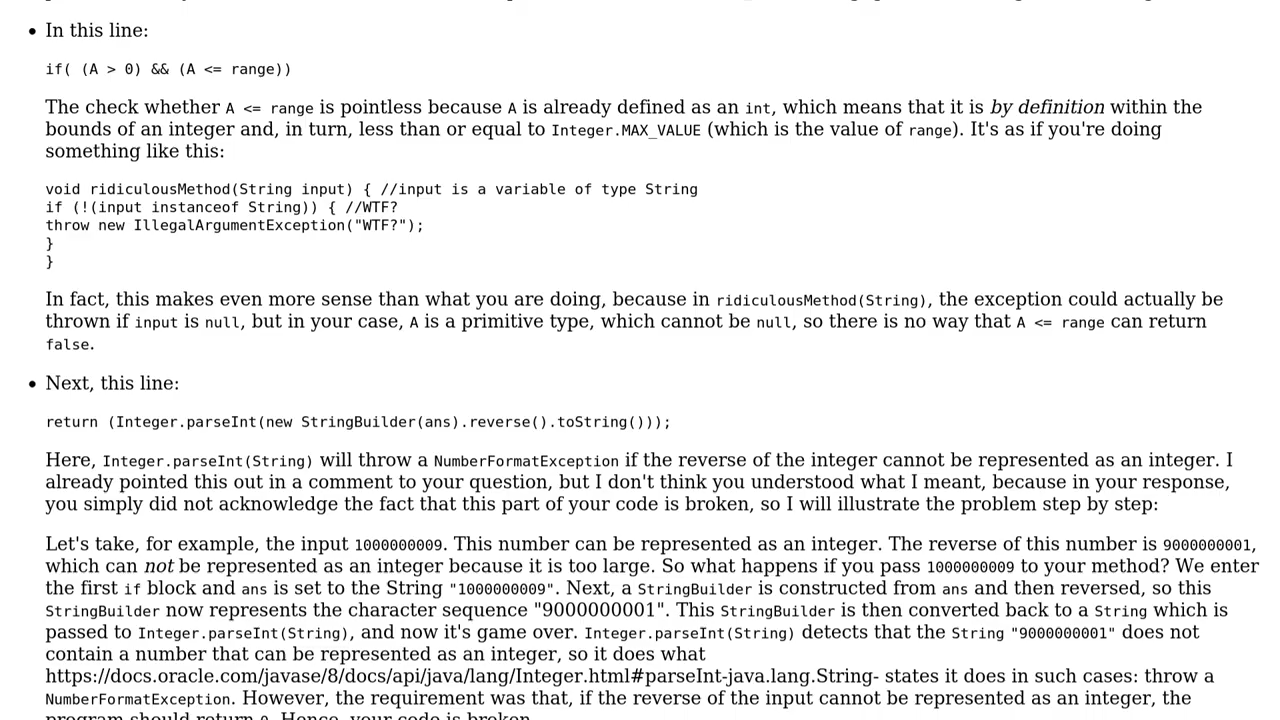 • In this line:
if( (A > 0) && (A <= range))
The check whether A <= range is pointless because A is already defined as an int, which means that it is by definition within the
bounds of an integer and, in turn, less than or equal to Integer.MAX_VALUE (which is the value of range). It's as if you're doing
something like this:
void ridiculousMethod(String input) { //input is a variable of type String
if (!(input instanceof String)) { //WTF?
throw new IllegalArgumentException("WTF?");
}
}
In fact, this makes even more sense than what you are doing, because in ridiculousMethod(String), the exception could actually be
thrown if input is null, but in your case, A is a primitive type, which cannot be null, so there is no way that A <= range can return
false.
• Next, this line:
return (Integer.parseInt(new StringBuilder(ans).reverse().toString()));
Here, Integer.parseInt(String) will throw a NumberFormatException if the reverse of the integer cannot be represented as an integer. I
already pointed this out in a comment to your question, but I don't think you understood what I meant, because in your response,
you simply did not acknowledge the fact that this part of your code is broken, so I will illustrate the problem step by step:
Let's take, for example, the input 1000000009. This number can be represented as an integer. The reverse of this number is 9000000001,
which can not be represented as an integer because it is too large. So what happens if you pass 1000000009 to your method? We enter
the first if block and ans is set to the String "1000000009". Next, a StringBuilder is constructed from ans and then reversed, so this
StringBuilder now represents the character sequence "9000000001". This StringBuilder is then converted back to a String which is
passed to Integer.parseInt(String), and now it's game over. Integer.parseInt(String) detects that the String "9000000001" does not
contain a number that can be represented as an integer, so it does what
https://docs.oracle.com/javase/8/docs/api/java/lang/Integer.html#parseInt-java.lang.String- states it does in such cases: throw a
NumberFormatException. However, the requirement was that, if the reverse of the input cannot be represented as an integer, the
program should return 0. Hence, your code is broken.